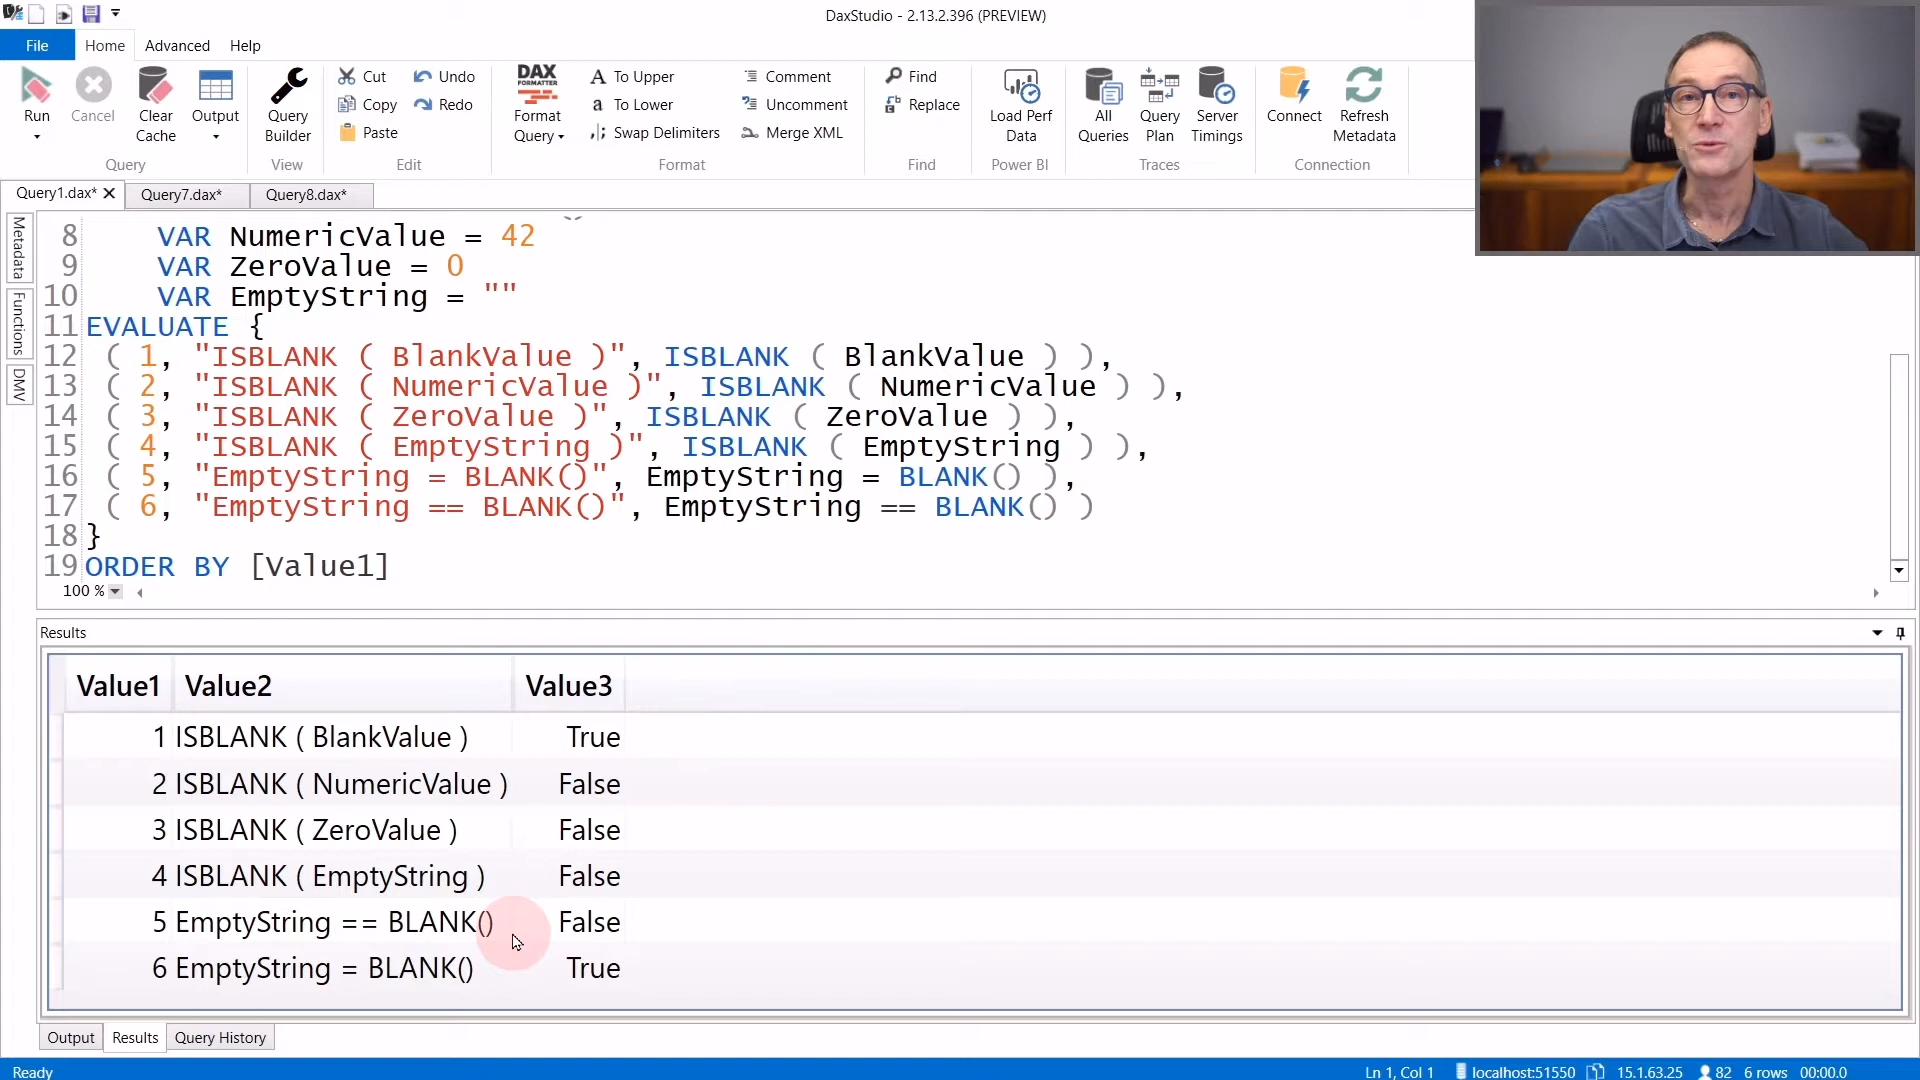 DaxStudio - 2.13.2.396 (PREVIEW)
File Home Advanced Help
Run
Cancel
Clear Cache
Output
Query
Query Builder
View
Cut
Copy
Paste
Undo
Redo
Edit
DAX
FORMATTER
Format Query
To Upper
To Lower
Swap Delimiters
Comment
Uncomment
Merge XML
Format
Find
Replace
Find
Load Perf Data
Power BI
All Queries
Query Plan
Server Timings
Traces
Connect
Refresh Metadata
Connection
Query1.dax* Query7.dax* Query8.dax*
Metadata
Functions
DMV
8 VAR NumericValue = 42
9 VAR ZeroValue = 0
10 VAR EmptyString = ""
11 EVALUATE {
12 ( 1, "ISBLANK ( BlankValue )", ISBLANK ( BlankValue ) ),
13 ( 2, "ISBLANK ( NumericValue )", ISBLANK ( NumericValue ) ),
14 ( 3, "ISBLANK ( ZeroValue )", ISBLANK ( ZeroValue ) ),
15 ( 4, "ISBLANK ( EmptyString )", ISBLANK ( EmptyString ) ),
16 ( 5, "EmptyString = BLANK()", EmptyString = BLANK() ),
17 ( 6, "EmptyString == BLANK()", EmptyString == BLANK() )
18 }
19 ORDER BY [Value1]
100 %
Results
Value1 Value2 Value3
1 ISBLANK ( BlankValue ) True
2 ISBLANK ( NumericValue ) False
3 ISBLANK ( ZeroValue ) False
4 ISBLANK ( EmptyString ) False
5 EmptyString == BLANK() False
6 EmptyString = BLANK() True
Output Results Query History
Ready Ln 1, Col 1 localhost:51550 15.1.63.25 82 6 rows 00:00.0